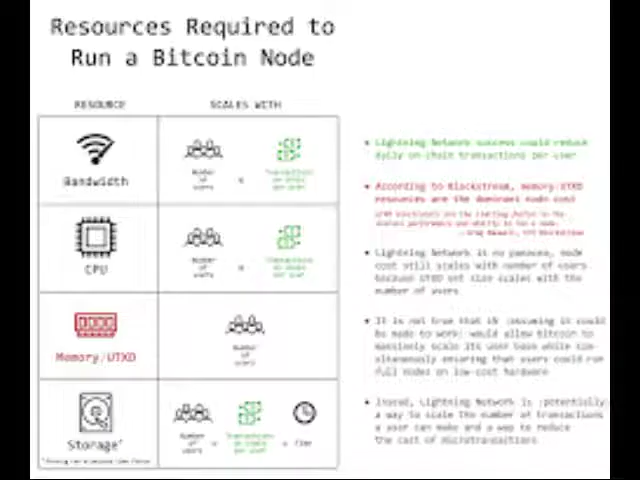 Resources Required to
Run a Bitcoin Node
RESOURCE
SCALES WITH
Bandwidth
Number
of
users
x
Transactions
on chain
per user
CPU
Number
of
users
x
Transactions
on chain
per user
Memory/UTXO
Number
of
users
Storage*
Number
of
users
x
Transactions
on chain
per user
x Time
• Lightning Network success could reduce
daily on-chain transactions per user
• According to Blockstream, memory/UTXO
resources are the dominant node cost
• Lightning Network is no panacea, node
cost still scales with number of users
because UTXO set size scales with the
number of users
• It is not true that LN (assuming it could
be made to work) would allow bitcoin to
massively scale its user base while sim-
ultaneously ensuring that users could run
full nodes on low-cost hardware
• Instead, Lightning Network is (potentially)
a way to scale the number of transactions
a user can make and a way to reduce
the cost of microtransactions